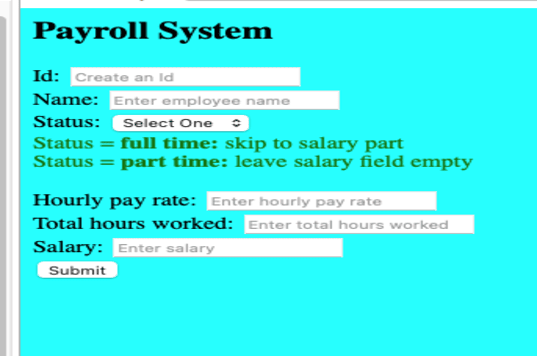 Payroll System
Id: Create an Id
Name: Enter employee name
Status: Select One
Status = full time: skip to salary part
Status = part time: leave salary field empty
Hourly pay rate: Enter hourly pay rate
Total hours worked: Enter total hours worked
Salary: Enter salary
Submit